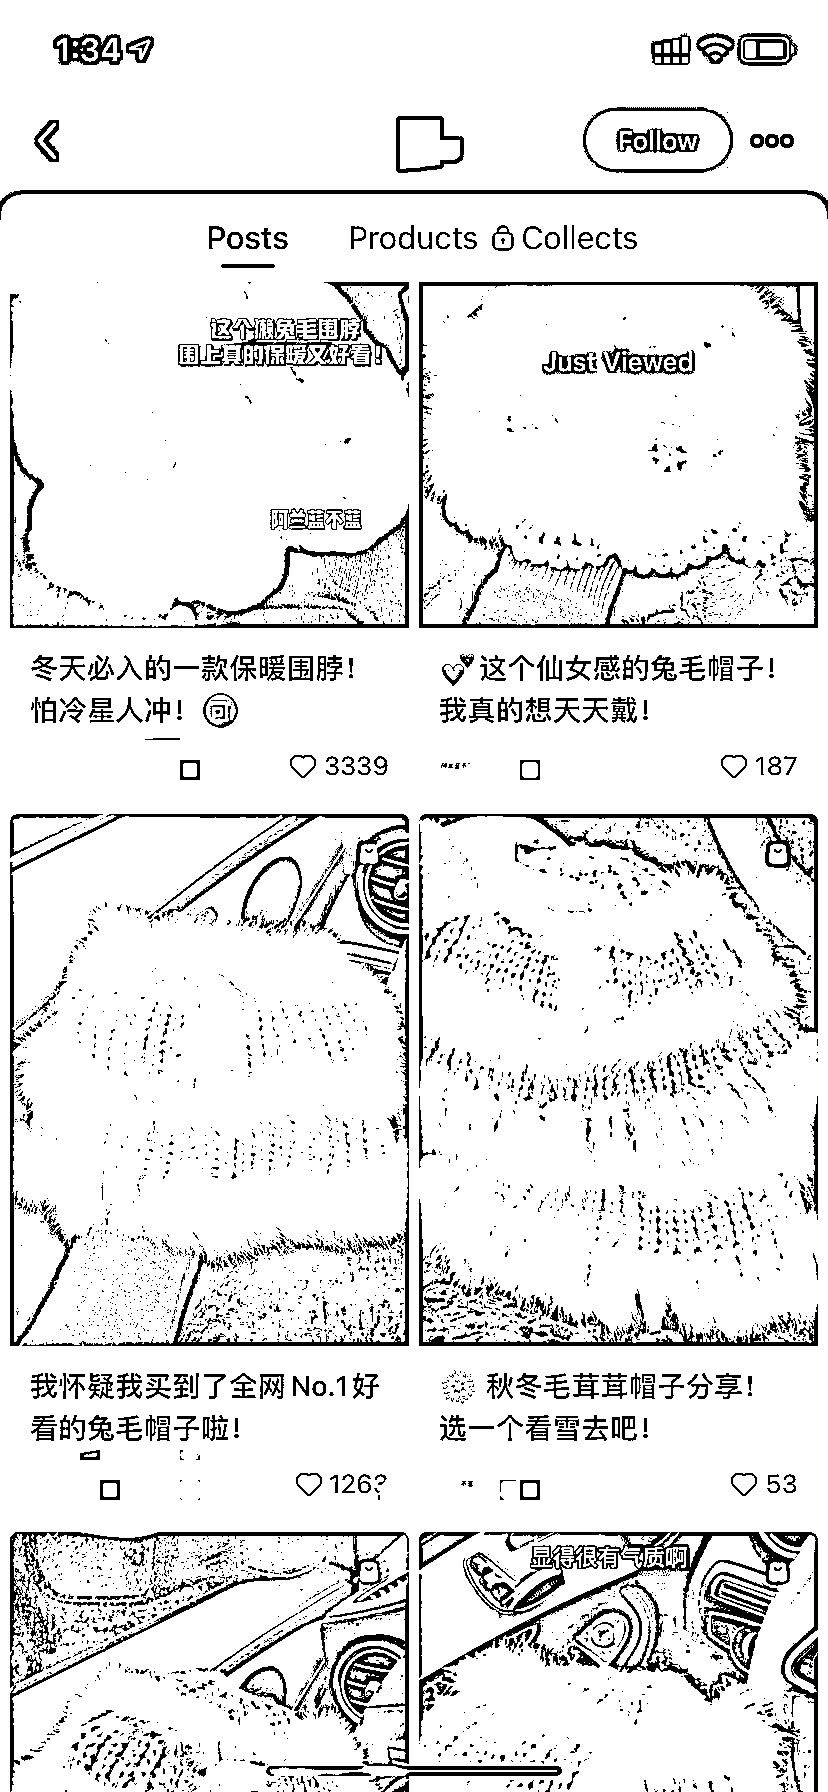 1:34
Follow
Posts Products Collects
这个獭兔毛围脖
围上真的保暖又好看！
阿兰蓝不蓝
Just Viewed
冬天必入的一款保暖围脖！
怕冷星人冲！
3339
这个仙女感的兔毛帽子！
我真的想天天戴！
187
我怀疑我买到了全网No.1好
看的兔毛帽子啦！
秋冬毛茸茸帽子分享！
选一个看雪去吧！
53
显得很有气质啊